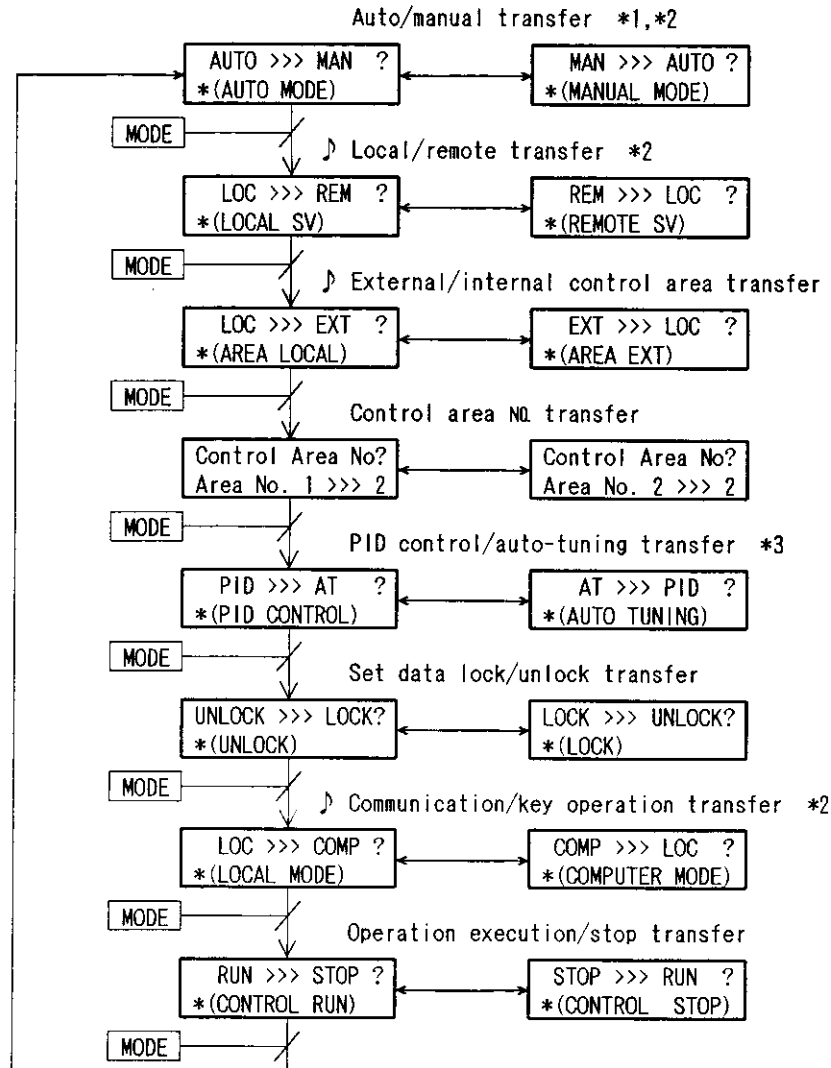 Auto/manual transfer *1,*2
AUTO >>> MAN ?
*(AUTO MODE)
MAN >>> AUTO ?
*(MANUAL MODE)
MODE
♪ Local/remote transfer *2
LOC >>> REM ?
*(LOCAL SV)
REM >>> LOC ?
*(REMOTE SV)
MODE
♪ External/internal control area transfer
LOC >>> EXT ?
*(AREA LOCAL)
EXT >>> LOC ?
*(AREA EXT)
MODE
Control area NO. transfer
Control Area No?
Area No. 1 >>> 2
Control Area No?
Area No. 2 >>> 2
MODE
PID control/auto-tuning transfer *3
PID >>> AT ?
*(PID CONTROL)
AT >>> PID ?
*(AUTO TUNING)
MODE
Set data lock/unlock transfer
UNLOCK >>> LOCK?
*(UNLOCK)
LOCK >>> UNLOCK?
*(LOCK)
MODE
♪ Communication/key operation transfer *2
LOC >>> COMP ?
*(LOCAL MODE)
COMP >>> LOC ?
*(COMPUTER MODE)
MODE
Operation execution/stop transfer
RUN >>> STOP ?
*(CONTROL RUN)
STOP >>> RUN ?
*(CONTROL STOP)
MODE